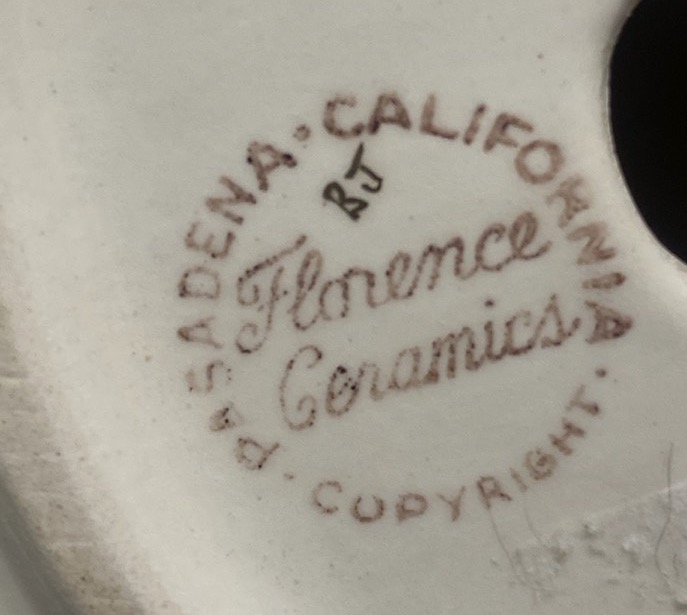 PASADENA · CALIFORNIA
BJ
Florence
Ceramics
· COPYRIGHT ·